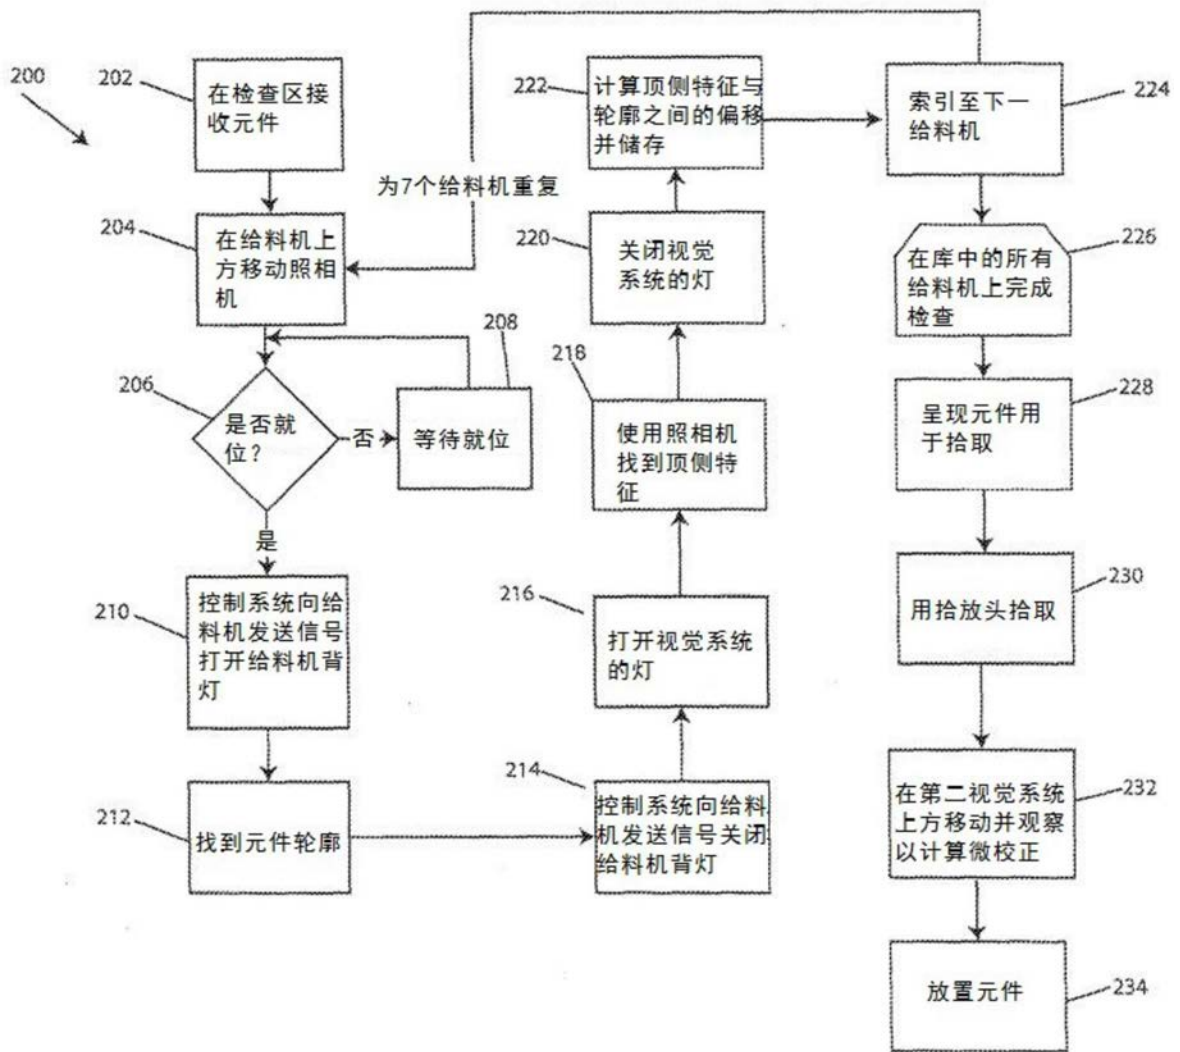 200
202
在检查区接
收元件
204
在给料机上
方移动照相
机
为7个给料机重复
206
是否就
位?
否
208
等待就位
是
210
控制系统向给
料机发送信号
打开给料机背
灯
212
找到元件轮廓
214
控制系统向给料
机发送信号关闭
给料机背灯
216
打开视觉系统
的灯
218
使用照相机
找到顶侧特
征
220
关闭视觉
系统的灯
222
计算顶侧特征与
轮廓之间的偏移
并储存
224
索引至下一
给料机
226
在库中的所有
给料机上完成
检查
228
呈现元件用
于拾取
230
用拾放头拾取
232
在第二视觉系统
上方移动并观察
以计算微校正
234
放置元件